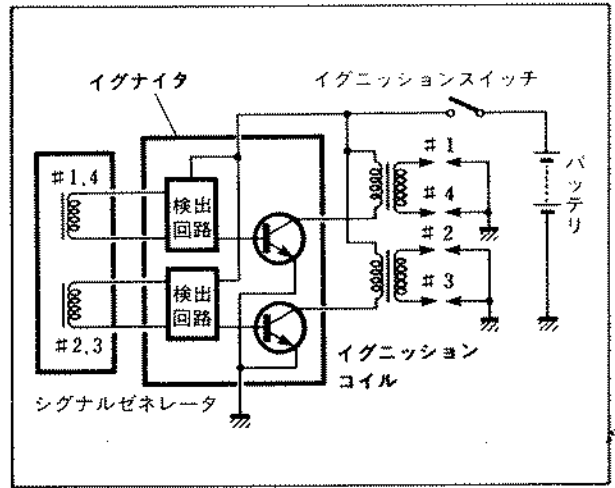 イグナイタ
イグニッションスイッチ
#1,4
検出
回路
#2,3
検出
回路
シグナルゼネレータ
#1
#4
#2
#3
バッテリ
イグニッション
コイル